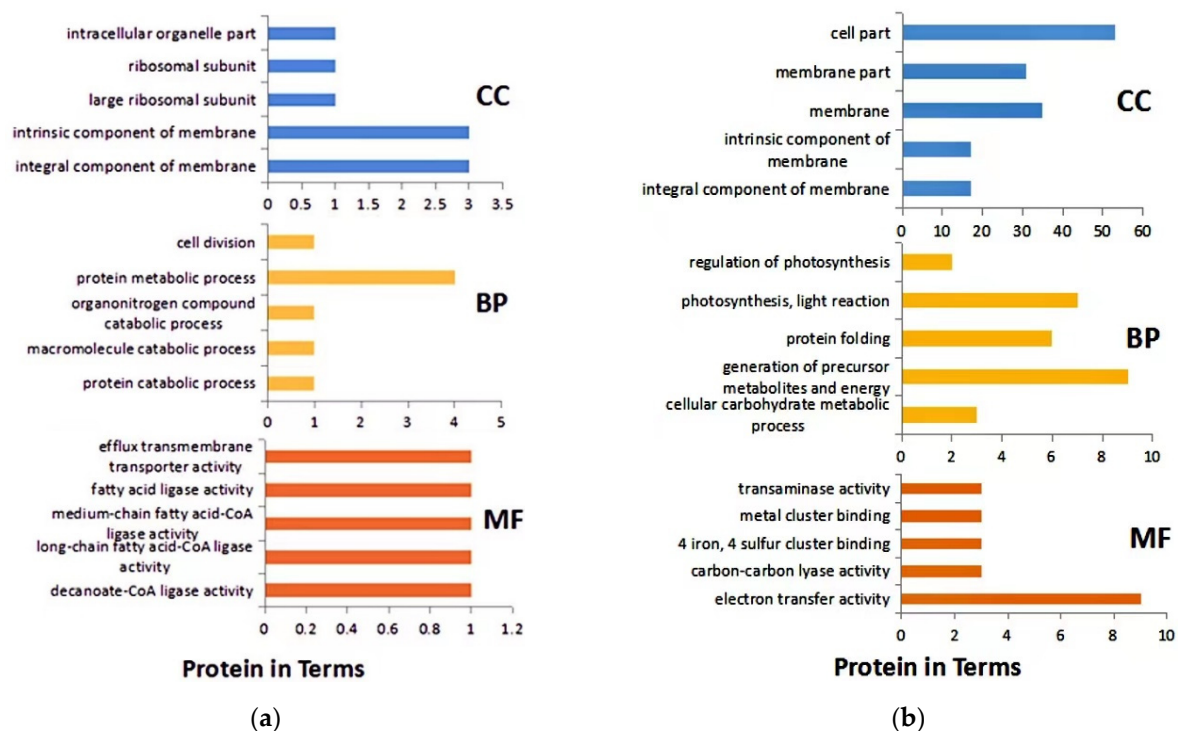 intracellular organelle part
ribosomal subunit
large ribosomal subunit
intrinsic component of membrane
integral component of membrane
CC
0 0.5 1 1.5 2 2.5 3 3.5
cell division
protein metabolic process
organonitrogen compound
catabolic process
macromolecule catabolic process
protein catabolic process
BP
0 1 2 3 4 5
efflux transmembrane
transporter activity
fatty acid ligase activity
medium-chain fatty acid-CoA
ligase activity
long-chain fatty acid-CoA ligase
activity
decanoate-CoA ligase activity
MF
0 0.2 0.4 0.6 0.8 1 1.2
Protein in Terms
(a)
cell part
membrane part
membrane
intrinsic component of
membrane
integral component of membrane
CC
0 10 20 30 40 50 60
regulation of photosynthesis
photosynthesis, light reaction
protein folding
generation of precursor
metabolites and energy
cellular carbohydrate metabolic
process
BP
0 2 4 6 8 10
transaminase activity
metal cluster binding
4 iron, 4 sulfur cluster binding
carbon-carbon lyase activity
electron transfer activity
MF
0 2 4 6 8 10
Protein in Terms
(b)